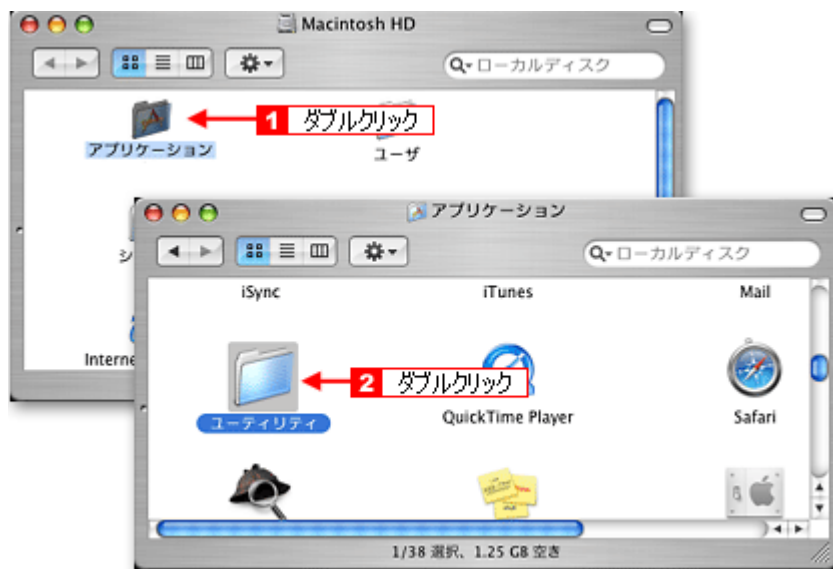 Macintosh HD
ローカルディスク
1 ダブルクリック
アプリケーション
ユーザ
シ
Interne
アプリケーション
ローカルディスク
iSync
iTunes
Mail
2 ダブルクリック
ユーティリティ
QuickTime Player
Safari
1/38 選択、1.25 GB 空き